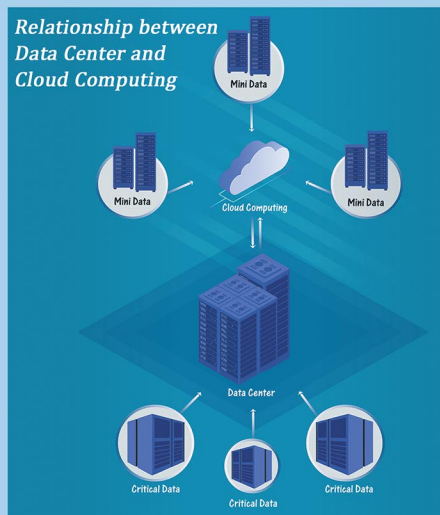 Relationship between
Data Center and
Cloud Computing
Mini Data
Mini Data
Mini Data
Cloud Computing
Data Center
Critical Data
Critical Data
Critical Data